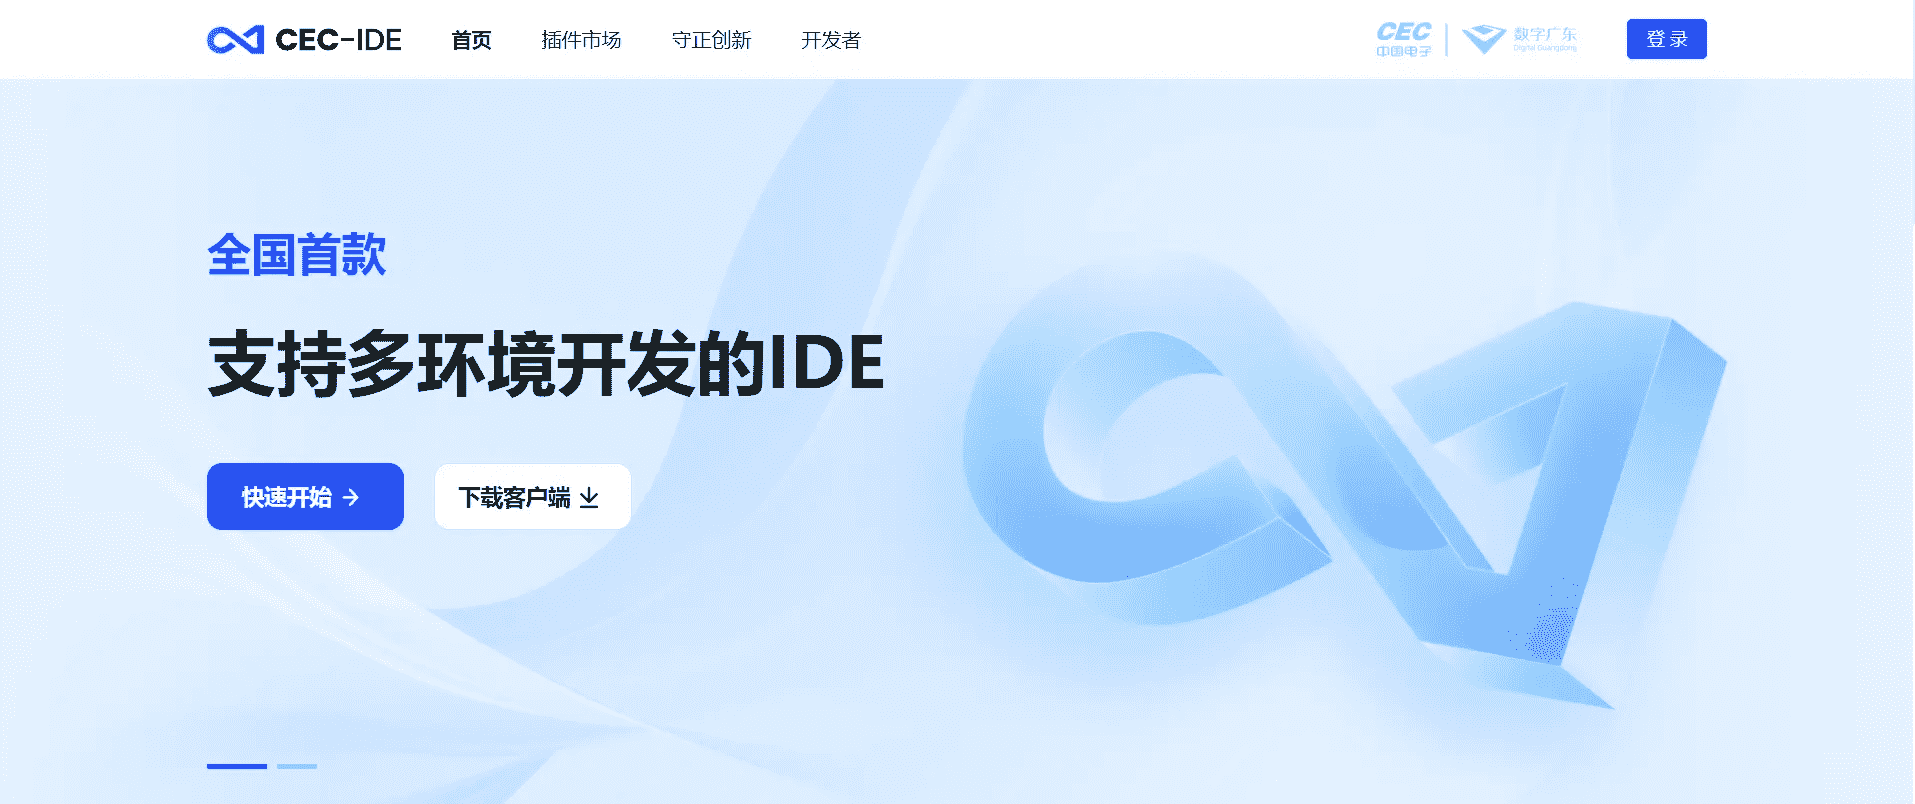 CEC-IDE 首页 插件市场 守正创新 开发者 CEC 中国电子 数字广东 Digital Guangdong 登录
全国首款
支持多环境开发的IDE
快速开始 → 下载客户端